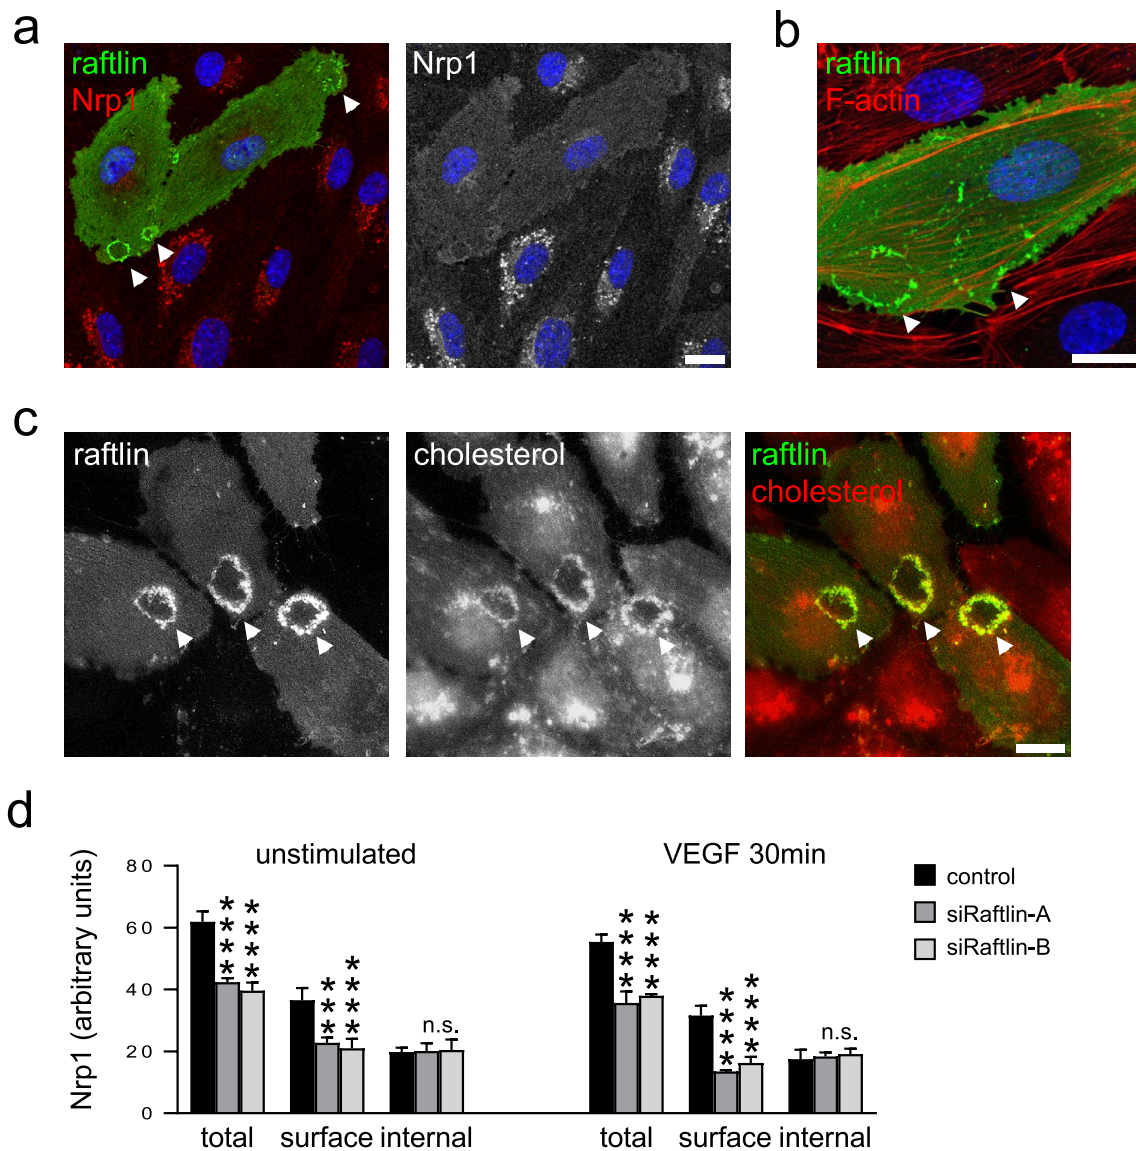 a
raftlin
Nrp1
Nrp1
b
raftlin
F-actin
c
raftlin
cholesterol
raftlin
cholesterol
d
unstimulated
VEGF 30min
Nrp1 (arbitrary units)
80
60
40
20
0
****
****
***
****
n.s.
****
****
****
****
n.s.
total
surface
internal
total
surface
internal
control
siRaftlin-A
siRaftlin-B